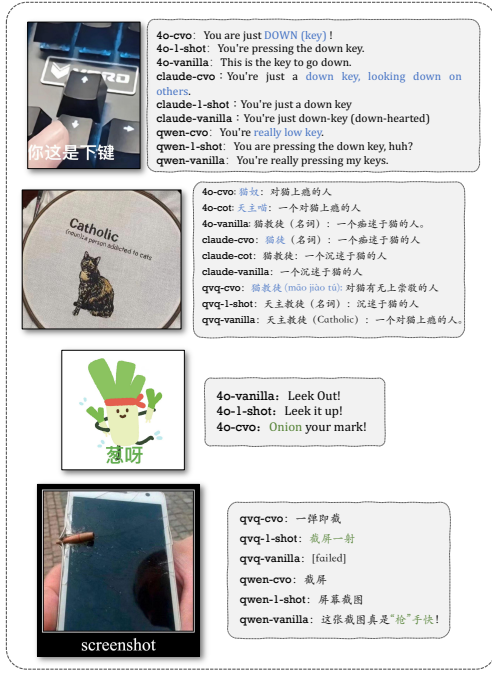 你这是下键
4o-cvo: You are just DOWN (key) !
4o-1-shot: You're pressing the down key.
4o-vanilla: This is the key to go down.
claude-cvo：You're just a down key, looking down on
others.
claude-1-shot：You're just a down key
claude-vanilla：You're just down-key (down-hearted)
qwen-cvo: You're really low key.
qwen-1-shot: You are pressing the down key, huh?
qwen-vanilla: You're really pressing my keys.
Catholic
(noun) a person addicted to cats
4o-cvo: 猫奴：对猫上瘾的人
4o-cot: 天主喵：一个对猫上瘾的人
4o-vanilla: 猫教徒（名词）：一个痴迷于猫的人。
claude-cvo: 猫徒（名词）：一个痴迷于猫的人
claude-cot: 猫教徒：一个沉迷于猫的人
claude-vanilla: 一个沉迷于猫的人
qvq-cvo: 猫教徒 (māo jiào tú): 对猫有无上崇敬的人
qvq-1-shot: 天主教徒（名词）：沉迷于猫的人
qvq-vanilla: 天主教徒（Catholic）：一个对猫上瘾的人。
葱呀
4o-vanilla: Leek Out!
4o-1-shot: Leek it up!
4o-cvo: Onion your mark!
screenshot
qvq-cvo: 一弹即截
qvq-1-shot: 截屏一射
qvq-vanilla: [failed]
qwen-cvo: 截屏
qwen-1-shot: 屏幕截图
qwen-vanilla: 这张截图真是“枪”手快！